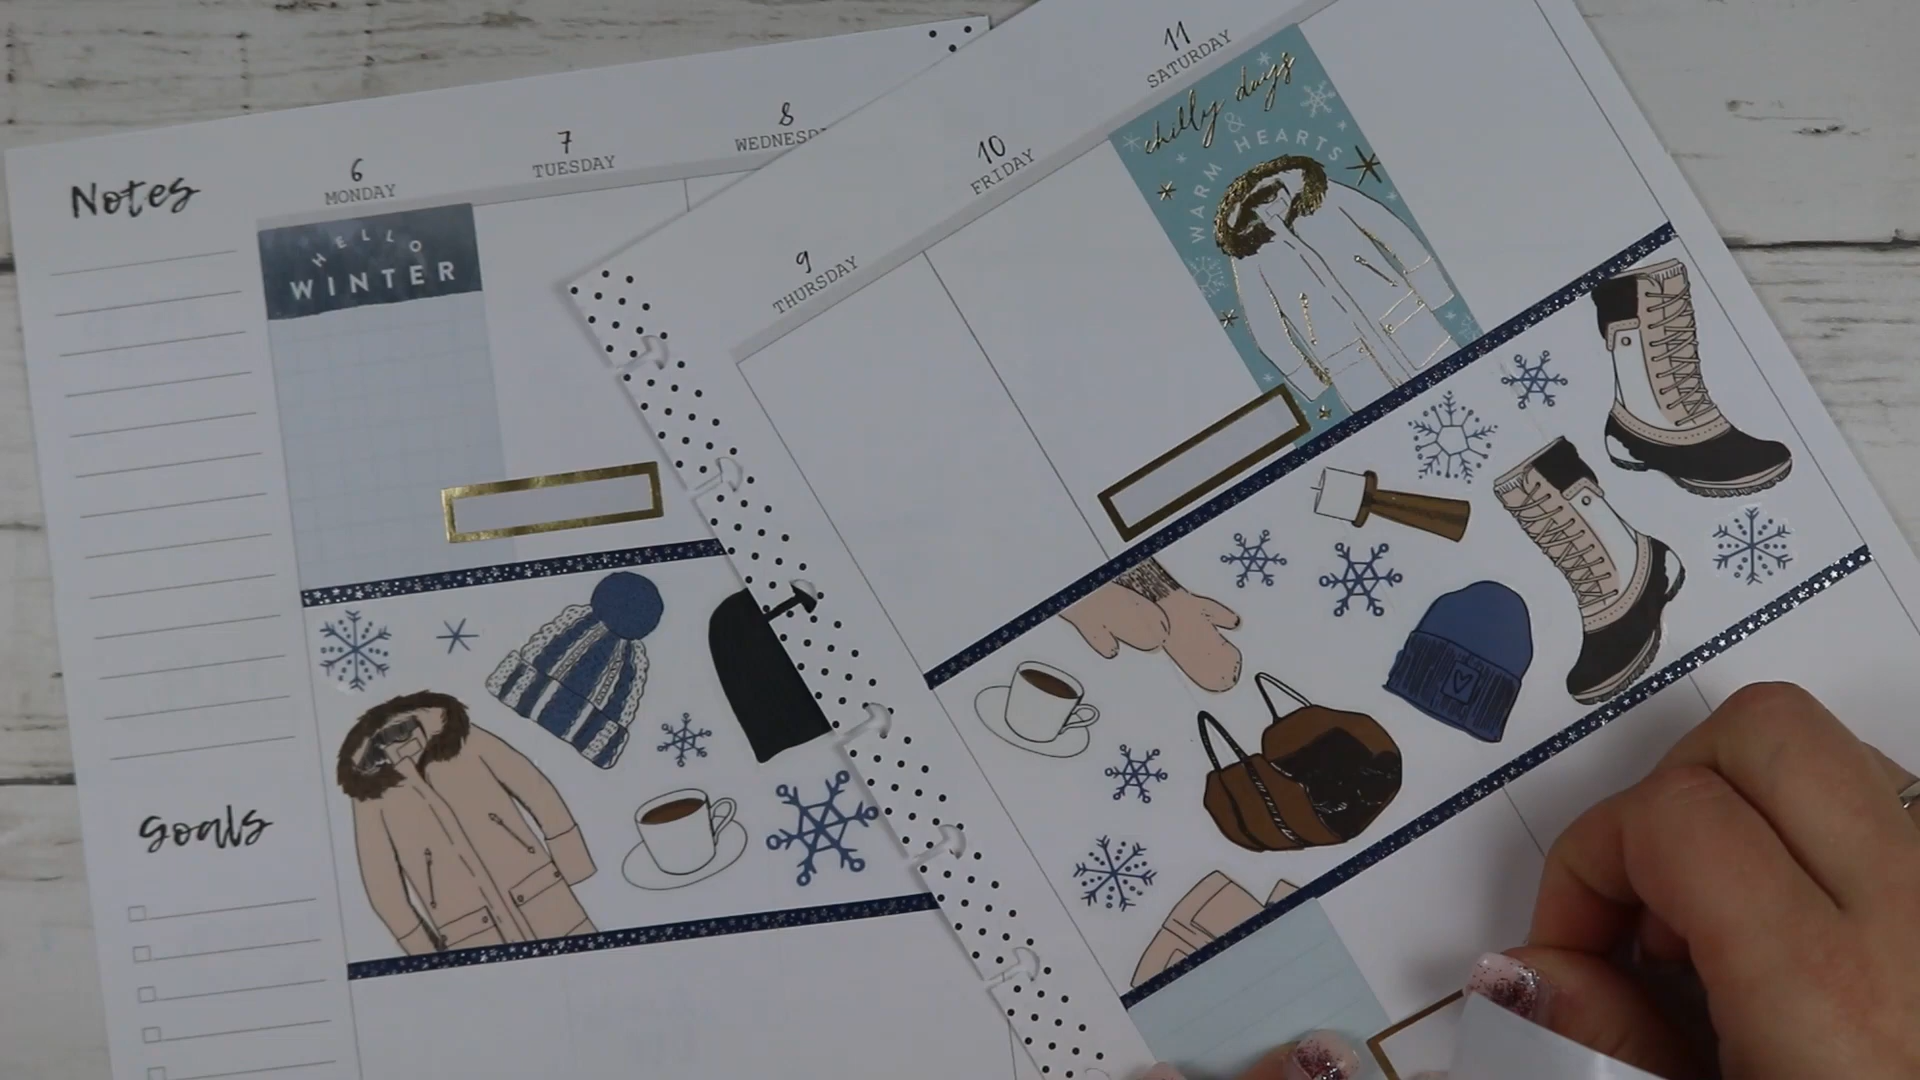 Notes
6
MONDAY
7
TUESDAY
8
WEDNESD
HELLO
WINTER
Goals
9
THURSDAY
10
FRIDAY
11
SATURDAY
chilly days
&
WARM HEARTS